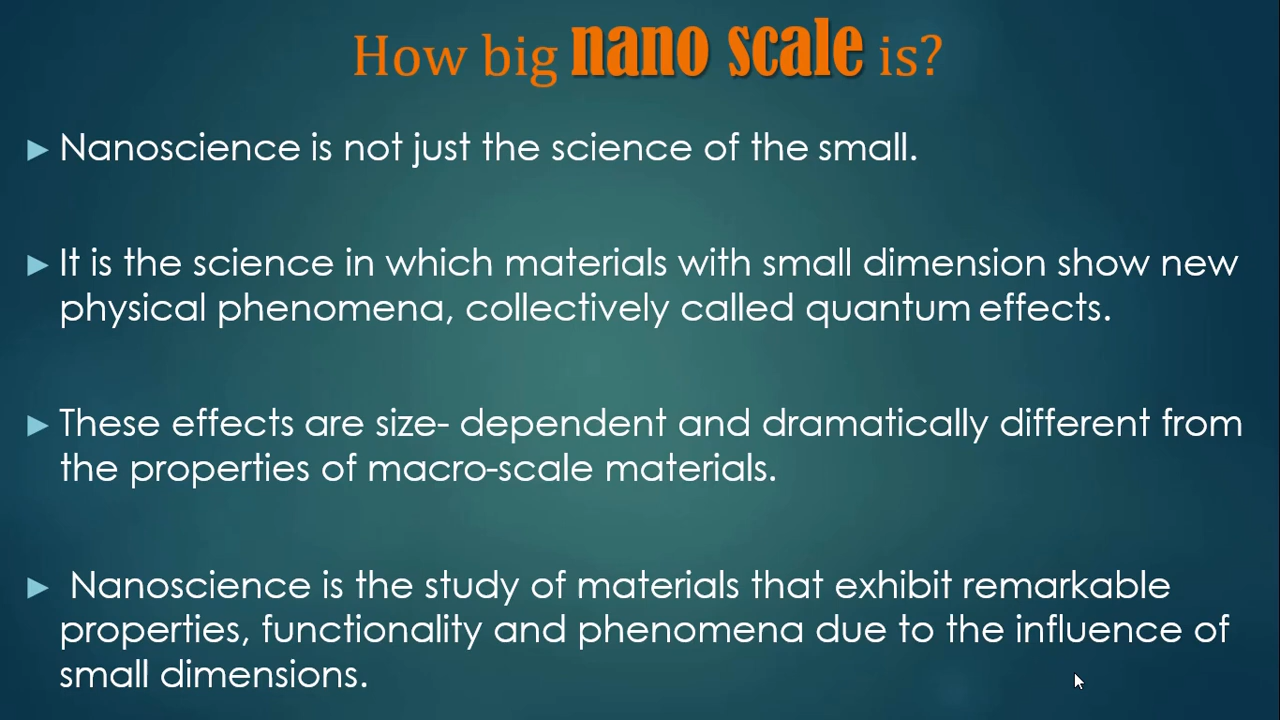 How big nano scale is?
Nanoscience is not just the science of the small.
It is the science in which materials with small dimension show new
physical phenomena, collectively called quantum effects.
These effects are size- dependent and dramatically different from
the properties of macro-scale materials.
Nanoscience is the study of materials that exhibit remarkable
properties, functionality and phenomena due to the influence of
small dimensions.